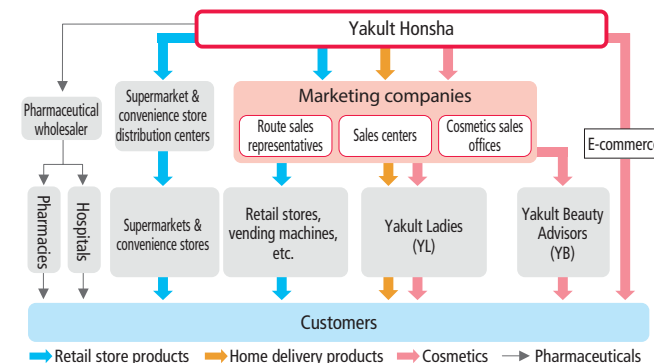 Yakult Honsha
Pharmaceutical
wholesaler
Supermarket &
convenience store
distribution centers
Marketing companies
Route sales
representatives
Sales centers
Cosmetics sales
offices
E-commerce
Pharmacies
Hospitals
Supermarkets &
convenience stores
Retail stores,
vending machines,
etc.
Yakult Ladies
(YL)
Yakult Beauty
Advisors
(YB)
Customers
Retail store products
Home delivery products
Cosmetics
Pharmaceuticals